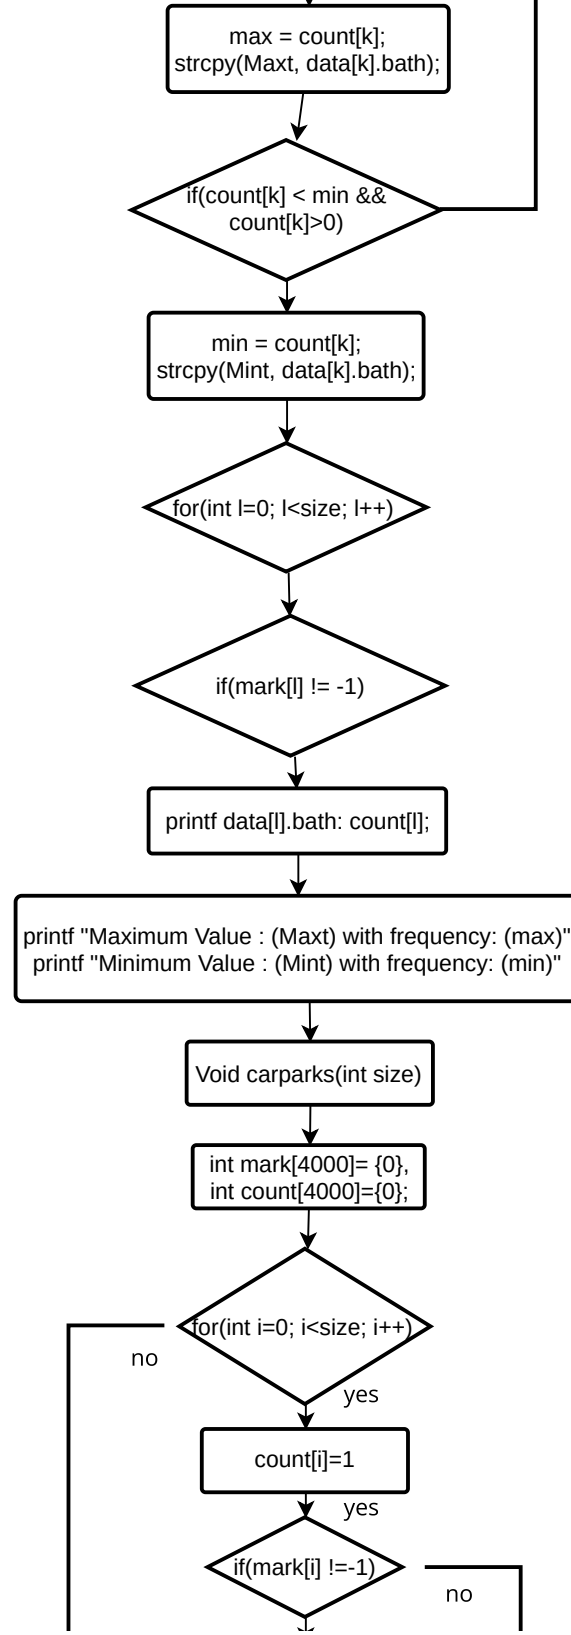 max = count[k];
strcpy(Maxt, data[k].bath);
if(count[k] < min &&
count[k]>0)
min = count[k];
strcpy(Mint, data[k].bath);
for(int l=0; l<size; l++)
if(mark[l] != -1)
printf data[l].bath: count[l];
printf "Maximum Value : (Maxt) with frequency: (max)"
printf "Minimum Value : (Mint) with frequency: (min)"
Void carparks(int size)
int mark[4000]= {0},
int count[4000]={0};
for(int i=0; i<size; i++)
no
yes
count[i]=1
yes
if(mark[i] !=-1)
no